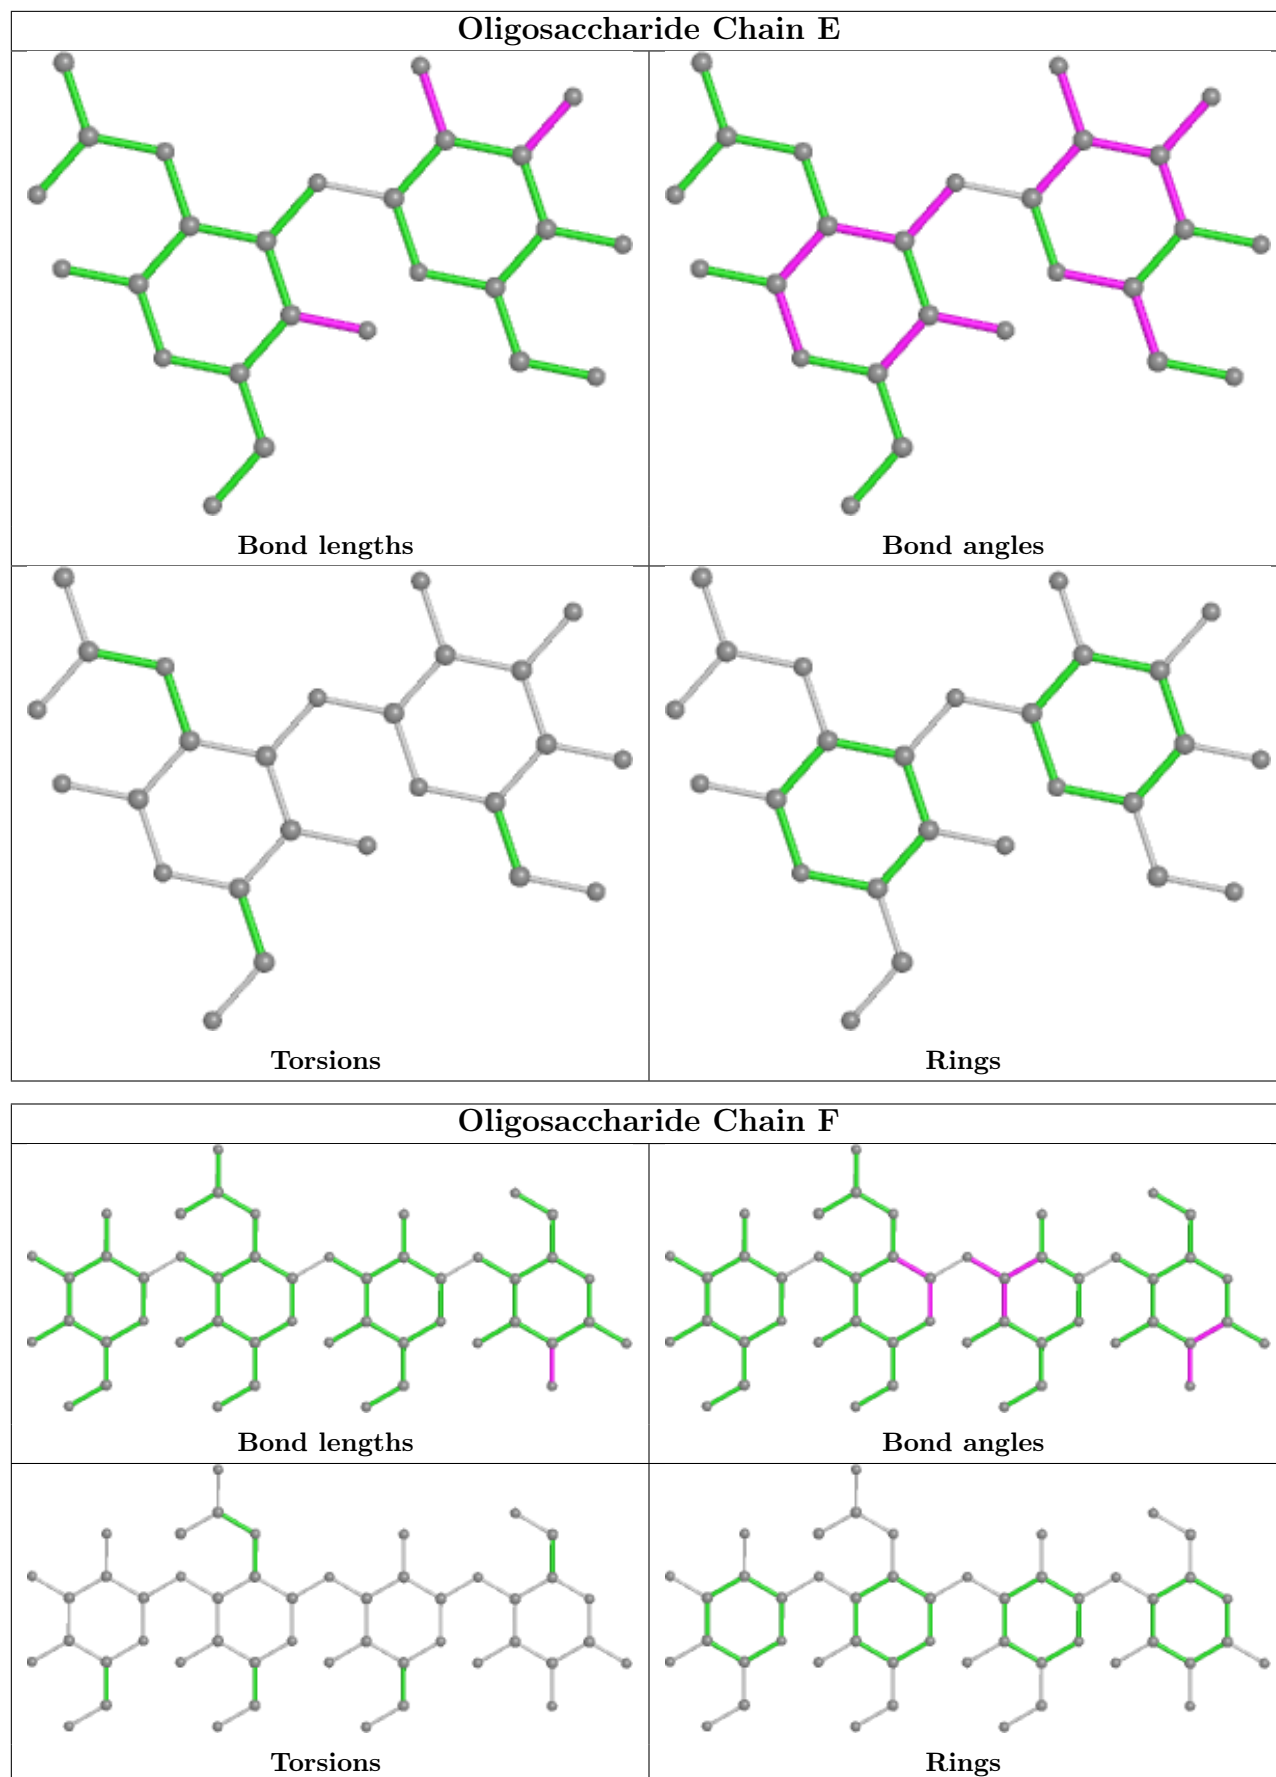 Oligosaccharide Chain E
Bond lengths
Bond angles
Torsions
Rings
Oligosaccharide Chain F
Bond lengths
Bond angles
Torsions
Rings